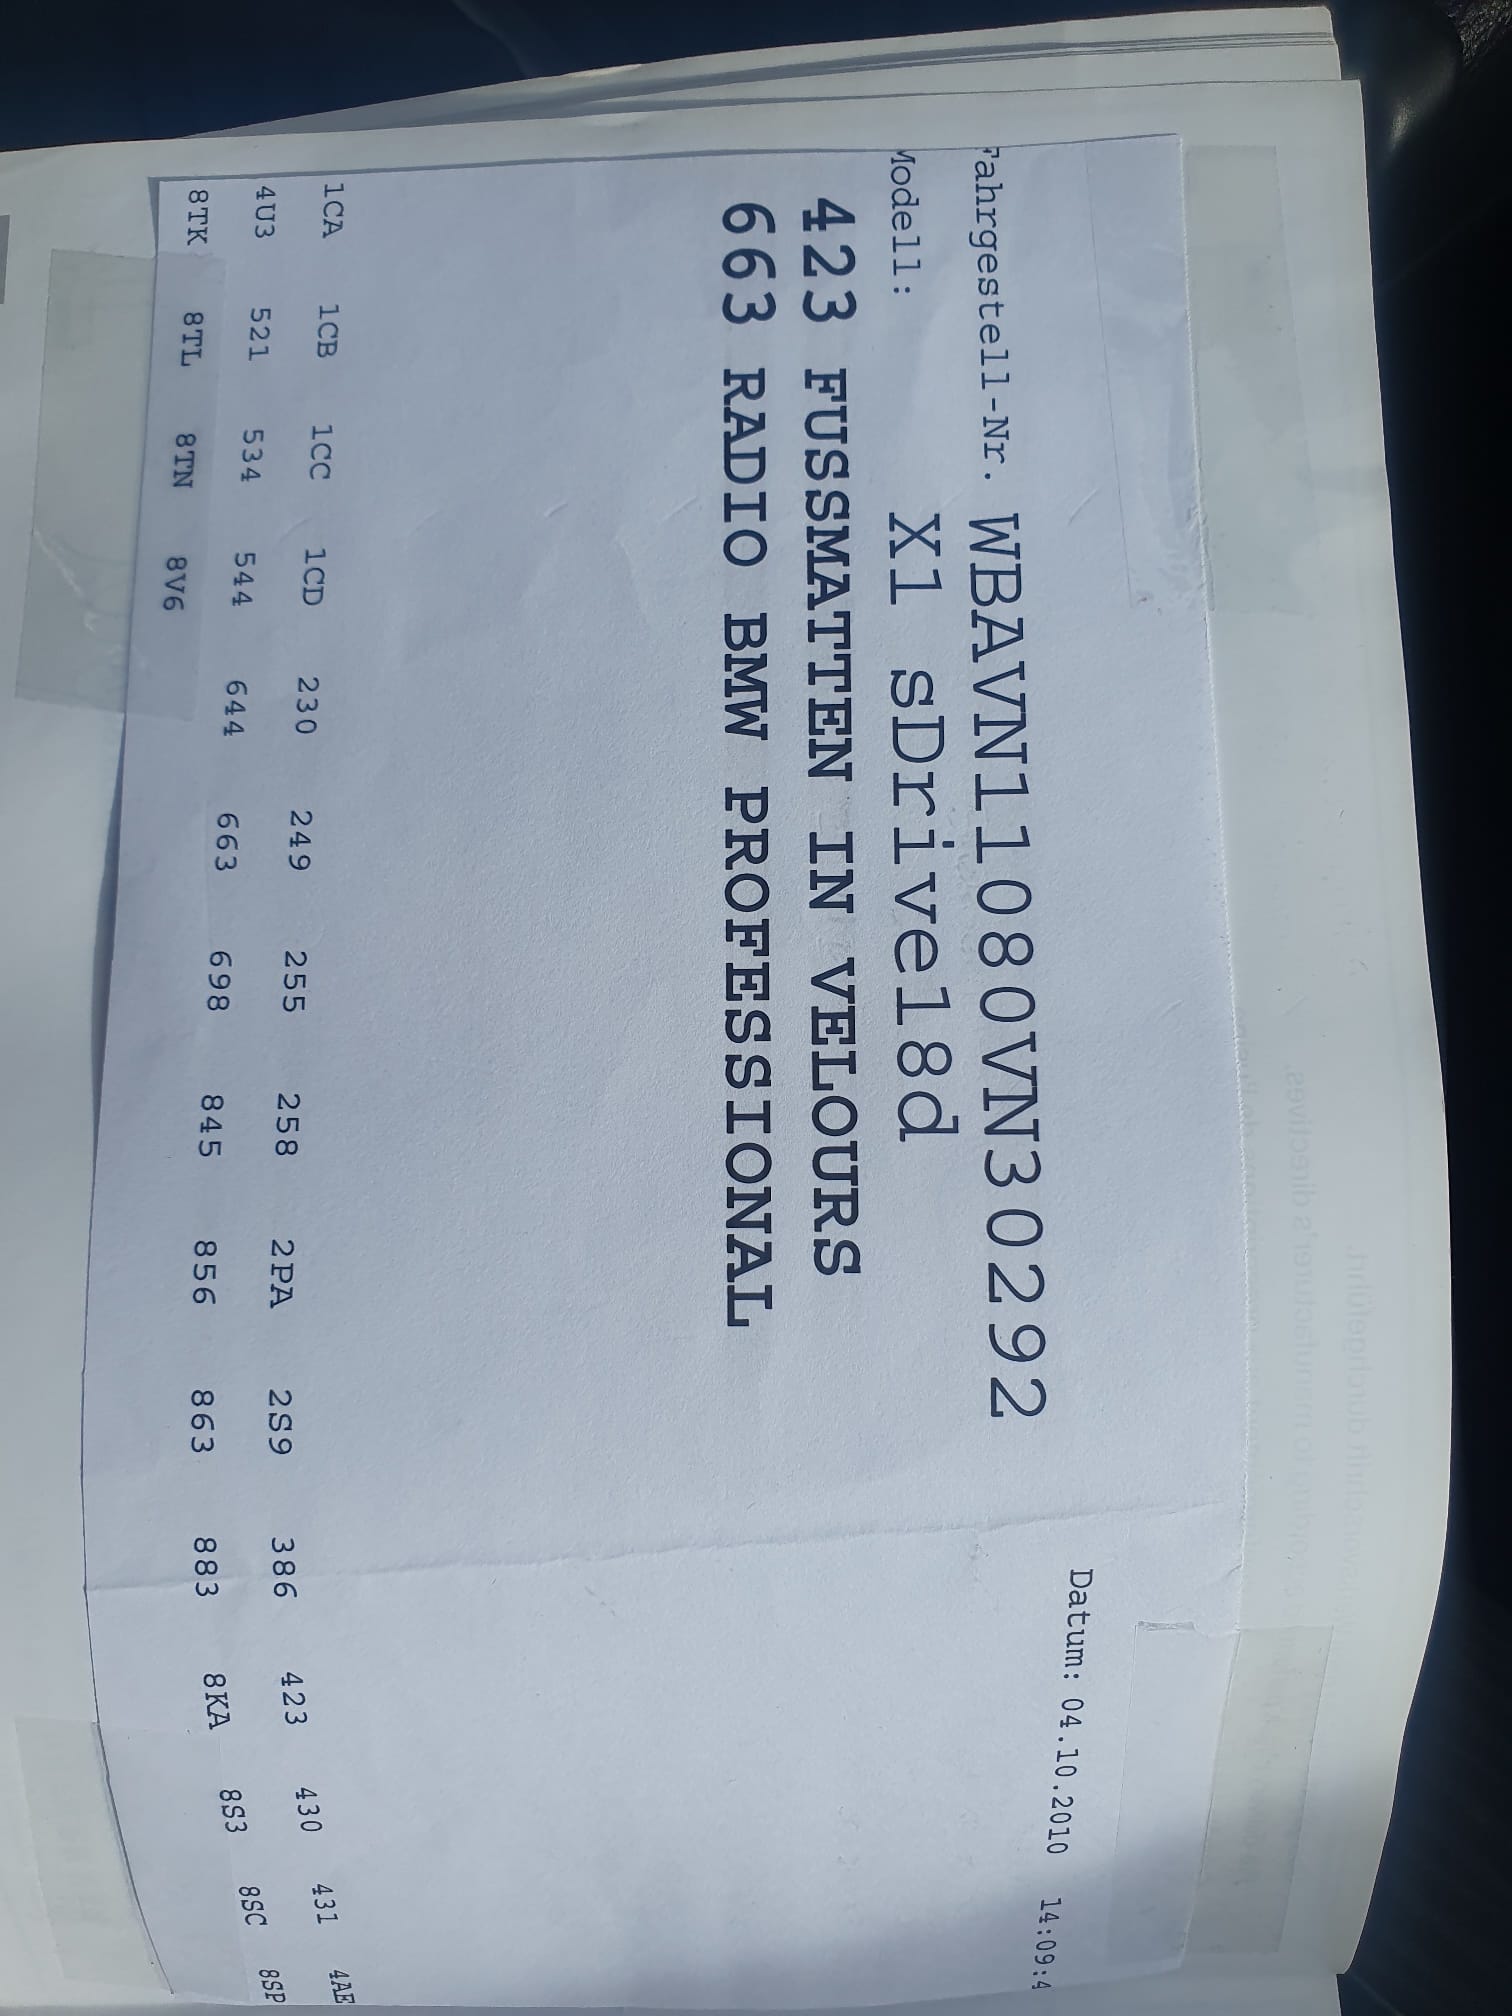 Datum: 04.10.2010 14:09:4
Fahrgestell-Nr. WBAVN11080VN30292
Modell: X1 sDrive18d
423 FUSSMATTEN IN VELOURS
663 RADIO BMW PROFESSIONAL
1CA 1CB 1CC 1CD 230 249 255 258 2PA 2S9 386 423 430 431 4AE
4U3 521 534 544 644 663 698 845 856 863 883 8KA 8S3 8SC 8SP
8TK 8TL 8TN 8V6